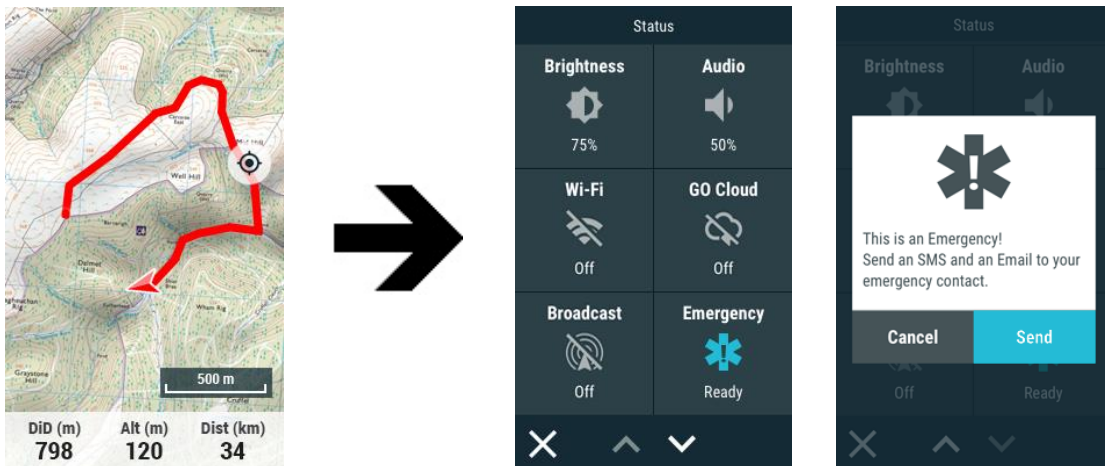 Well Hill
500 m
DiD (m) Alt (m) Dist (km)
798 120 34
Status
Brightness Audio
75% 50%
Wi-Fi GO Cloud
Off Off
Broadcast Emergency
Off Ready
Status
Brightness Audio
This is an Emergency!
Send an SMS and an Email to your
emergency contact.
Cancel Send
Off Ready